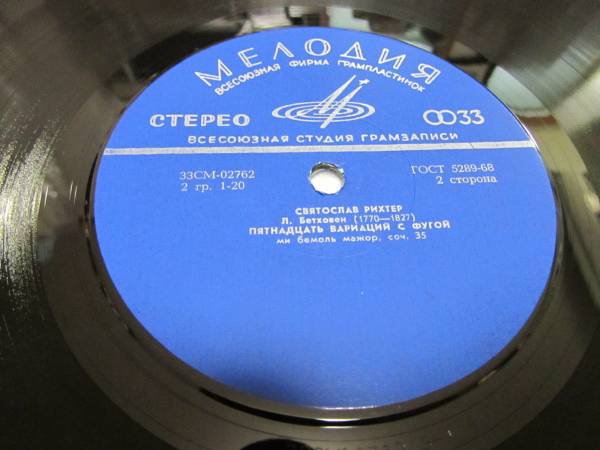 МЕЛОДИЯ
ВСЕСОЮЗНАЯ ФИРМА ГРАМПЛАСТИНОК
СТЕРЕО 33
ВСЕСОЮЗНАЯ СТУДИЯ ГРАМЗАПИСИ
33СМ-02762 ГОСТ 5289-68
2 гр. 1-20 2 сторона
СВЯТОСЛАВ РИХТЕР
Л. Бетховен (1770—1827)
ПЯТНАДЦАТЬ ВАРИАЦИЙ С ФУГОЙ
ми бемоль мажор, соч. 35